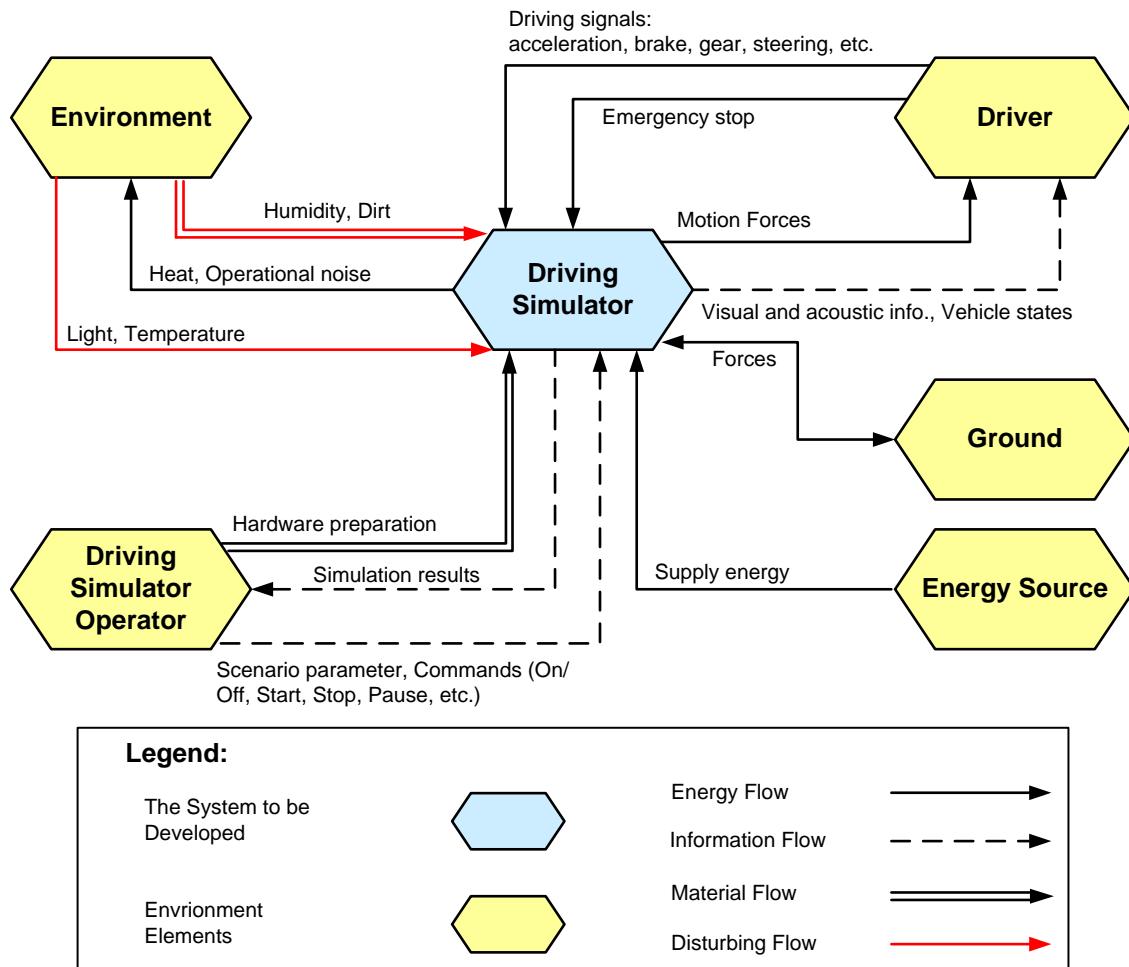 Driving signals:
acceleration, brake, gear, steering, etc.
Environment
Driver
Emergency stop
Humidity, Dirt
Motion Forces
Heat, Operational noise
Driving
Simulator
Visual and acoustic info., Vehicle states
Light, Temperature
Forces
Ground
Hardware preparation
Driving
Simulator
Operator
Simulation results
Supply energy
Energy Source
Scenario parameter, Commands (On/
Off, Start, Stop, Pause, etc.)
Legend:
The System to be
Developed
Envrionment
Elements
Energy Flow
Information Flow
Material Flow
Disturbing Flow